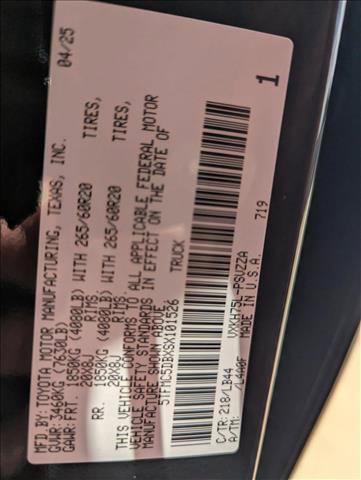 MFD.BY:TOYOTA MOTOR MANUFACTURING, TEXAS, INC. 04/25
GVWR: 3460KG (7630LB)
GAWR: FRT. 1850KG (4080LB) WITH 265/60R20 TIRES,
20X8J RIMS
RR. 1850KG (4080LB) WITH 265/60R20 TIRES,
20X8J RIMS
THIS VEHICLE CONFORMS TO ALL APPLICABLE FEDERAL MOTOR
VEHICLE SAFETY STANDARDS IN EFFECT ON THE DATE OF
MANUFACTURE SHOWN ABOVE.
5TFMC5DBXSX101526 TRUCK
1
C/TR: 218/LB44 VXKH75L-PSVZZA 719
A/TM: /L4A0F MADE IN U.S.A.